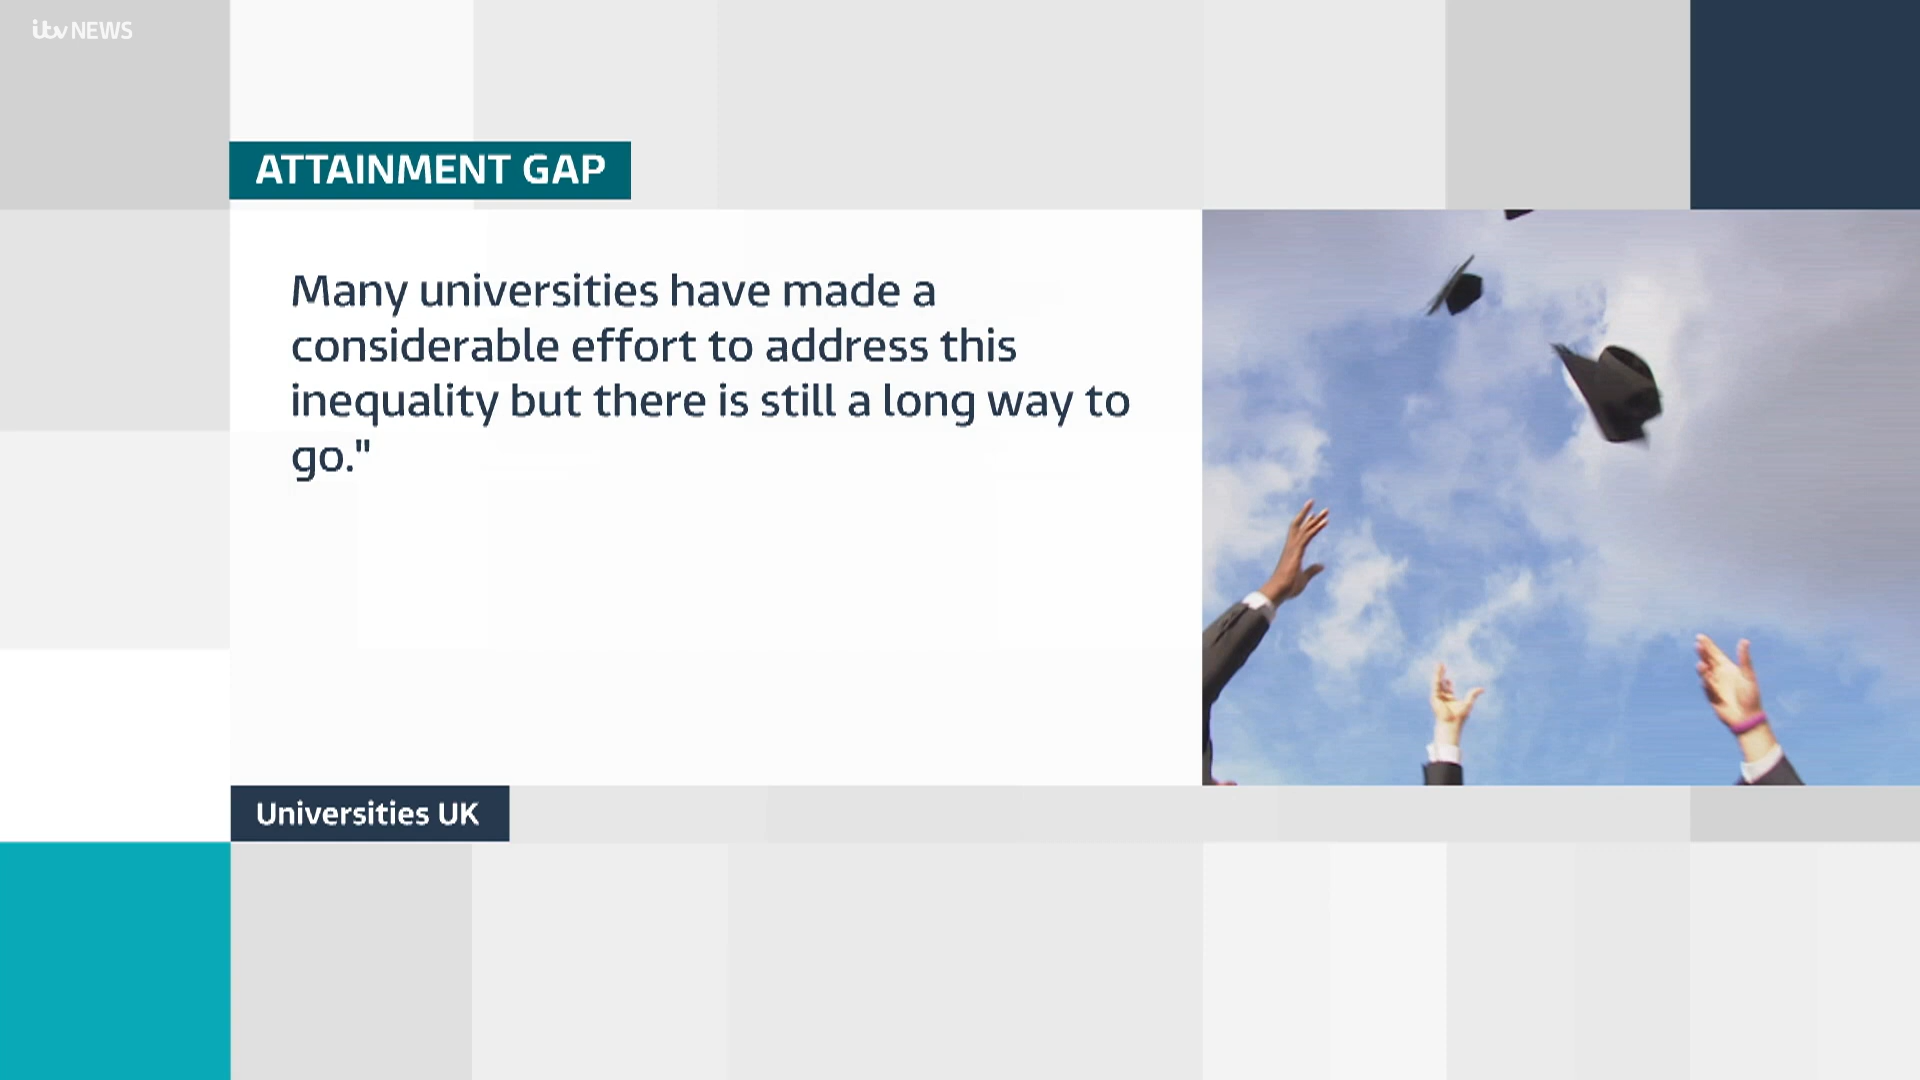 itv NEWS
ATTAINMENT GAP
Many universities have made a
considerable effort to address this
inequality but there is still a long way to
go."
Universities UK